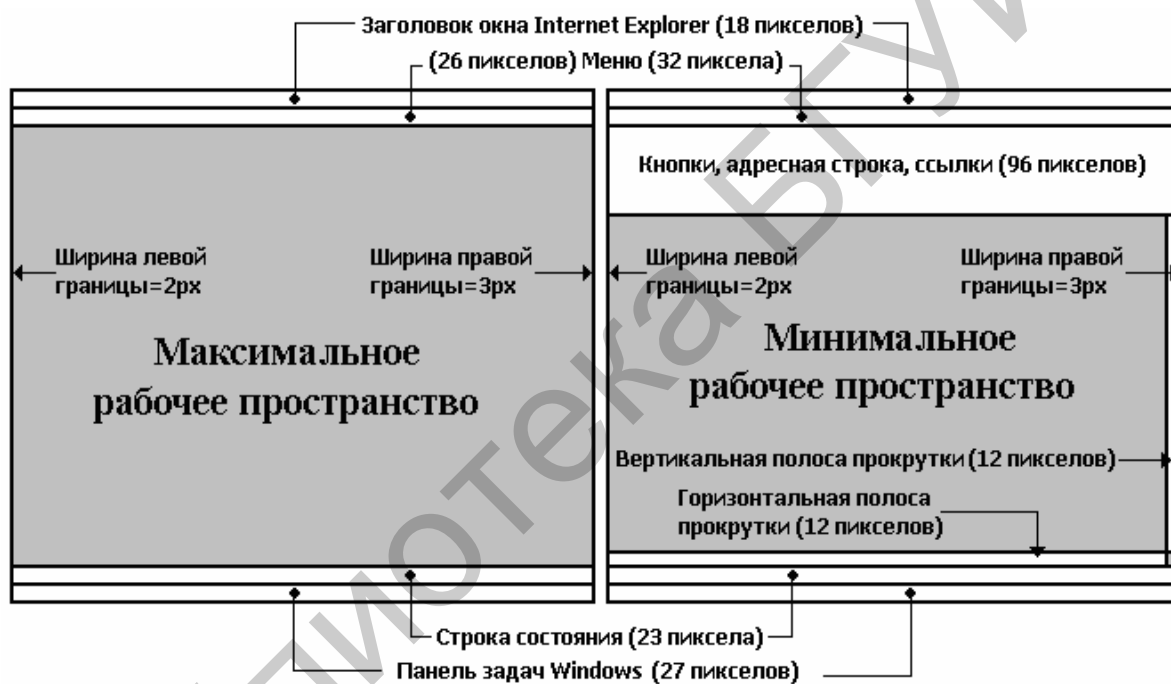 Заголовок окна Internet Explorer (18 пикселов)
(26 пикселов) Меню (32 пиксела)
Кнопки, адресная строка, ссылки (96 пикселов)
Ширина левой
границы=2px
Ширина правой
границы=3px
Максимальное
рабочее пространство
Ширина левой
границы=2px
Ширина правой
границы=3px
Минимальное
рабочее пространство
Вертикальная полоса прокрутки (12 пикселов)
Горизонтальная полоса
прокрутки (12 пикселов)
Строка состояния (23 пиксела)
Панель задач Windows (27 пикселов)